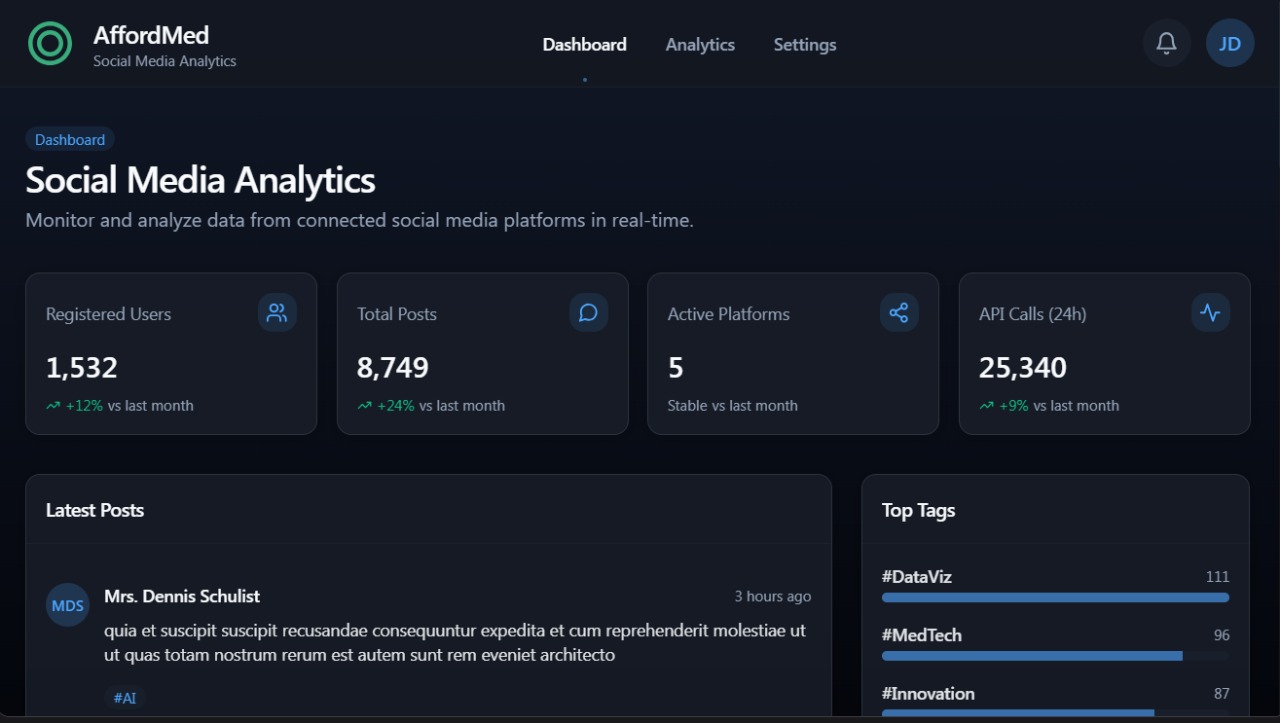 AffordMed
Social Media Analytics
Dashboard
Analytics
Settings
JD
Dashboard
Social Media Analytics
Monitor and analyze data from connected social media platforms in real-time.
Registered Users
1,532
+12% vs last month
Total Posts
8,749
+24% vs last month
Active Platforms
5
Stable vs last month
API Calls (24h)
25,340
+9% vs last month
Latest Posts
MDS
Mrs. Dennis Schulist
3 hours ago
quia et suscipit suscipit recusandae consequuntur expedita et cum reprehenderit molestiae ut
ut quas totam nostrum rerum est autem sunt rem eveniet architecto
#AI
Top Tags
#DataViz
111
#MedTech
96
#Innovation
87